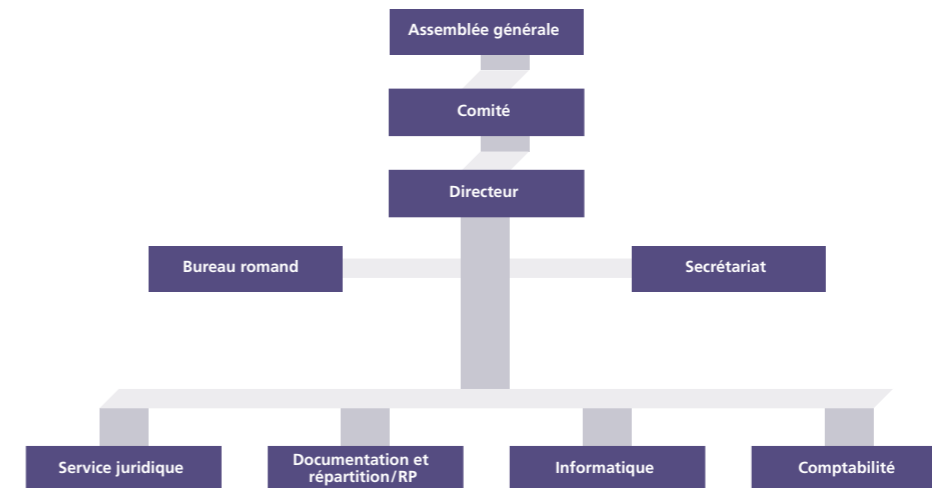 Assemblée générale
Comité
Directeur
Bureau romand
Secrétariat
Service juridique
Documentation et
répartition/RP
Informatique
Comptabilité